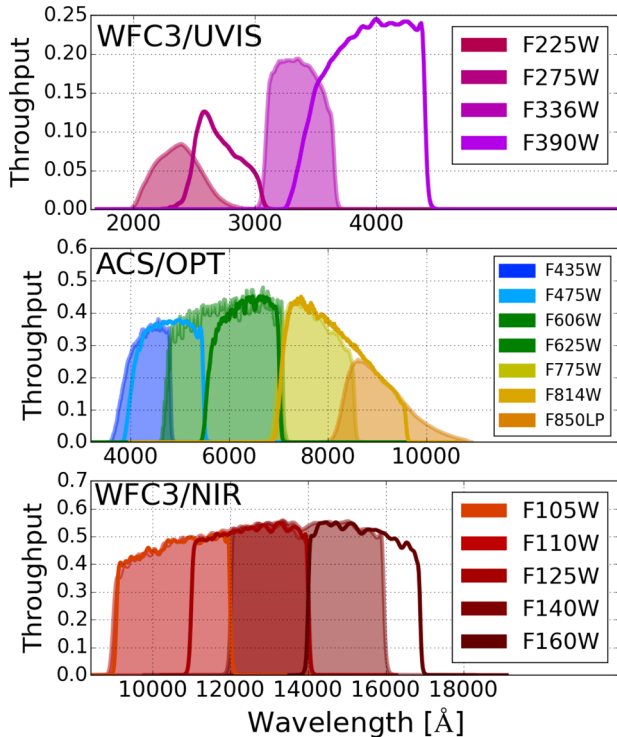 WFC3/UVIS
Throughput
0.25
0.20
0.15
0.10
0.05
0.00
2000 3000 4000
F225W
F275W
F336W
F390W
ACS/OPT
Throughput
0.6
0.5
0.4
0.3
0.2
0.1
0.0
4000 6000 8000 10000
F435W
F475W
F606W
F625W
F775W
F814W
F850LP
WFC3/NIR
Throughput
0.7
0.6
0.5
0.4
0.3
0.2
0.1
0.0
10000 12000 14000 16000 18000
F105W
F110W
F125W
F140W
F160W
Wavelength [Å]